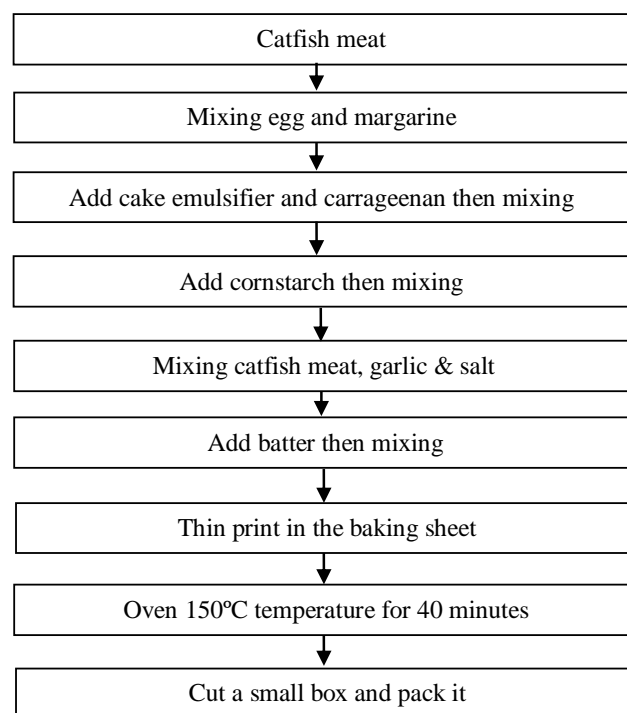 Catfish meat
Mixing egg and margarine
Add cake emulsifier and carrageenan then mixing
Add cornstarch then mixing
Mixing catfish meat, garlic & salt
Add batter then mixing
Thin print in the baking sheet
Oven 150ºC temperature for 40 minutes
Cut a small box and pack it